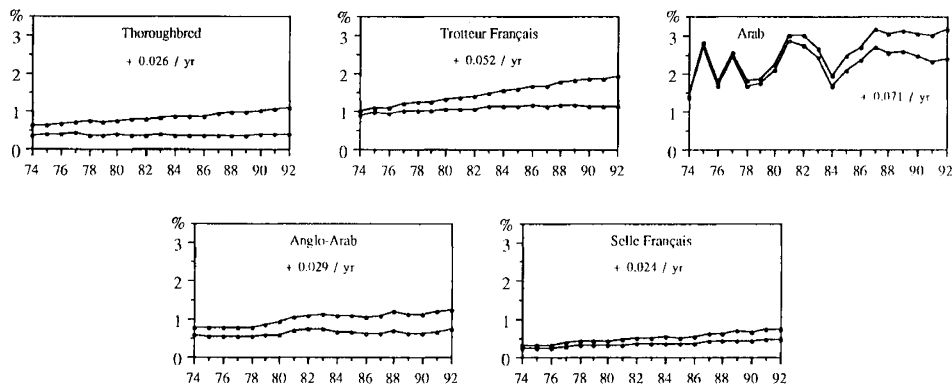 %
Thoroughbred
+ 0.026 / yr
3
2
1
0
74 76 78 80 82 84 86 88 90 92
%
Trotteur Français
+ 0.052 / yr
3
2
1
0
74 76 78 80 82 84 86 88 90 92
%
Arab
+ 0.071 / yr
3
2
1
0
74 76 78 80 82 84 86 88 90 92
%
Anglo-Arab
+ 0.029 / yr
3
2
1
0
74 76 78 80 82 84 86 88 90 92
%
Selle Français
+ 0.024 / yr
3
2
1
0
74 76 78 80 82 84 86 88 90 92